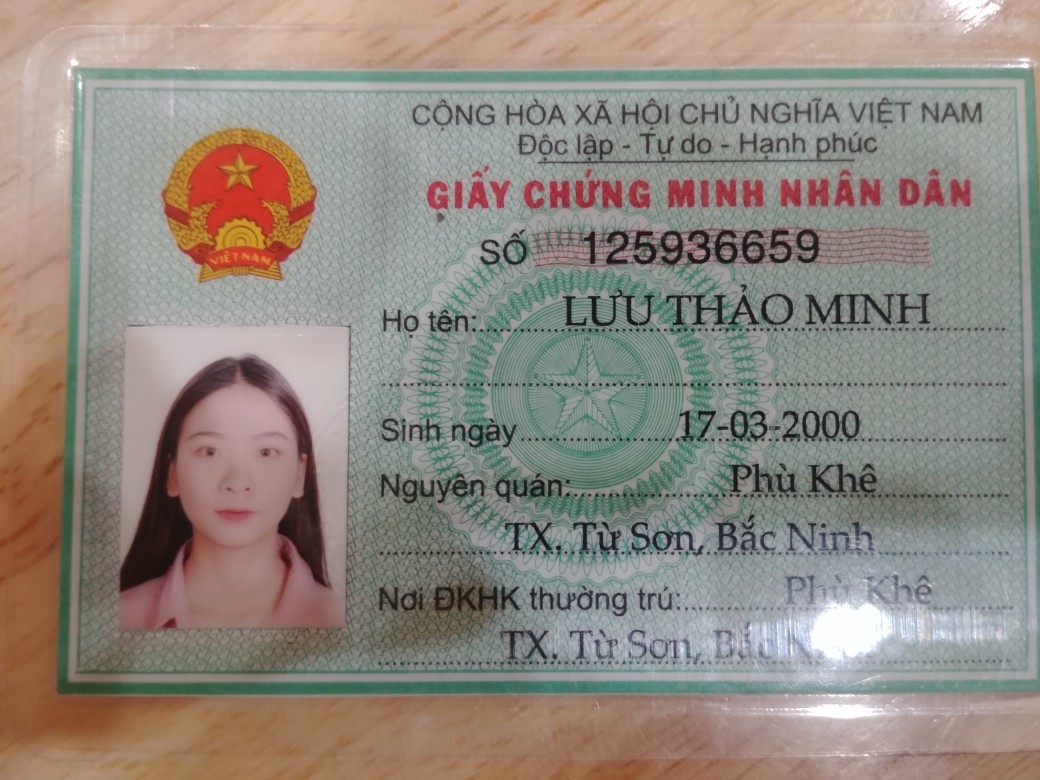 CỘNG HÒA XÃ HỘI CHỦ NGHĨA VIỆT NAM
Độc lập - Tự do - Hạnh phúc
GIẤY CHỨNG MINH NHÂN DÂN
SỐ 125936659
Họ tên: LƯU THẢO MINH
Sinh ngày 17-03-2000
Nguyên quán: Phù Khê
TX. Từ Sơn, Bắc Ninh
Nơi ĐKHK thường trú: Phù Khê
TX. Từ Sơn, Bắc
VIỆT NAM